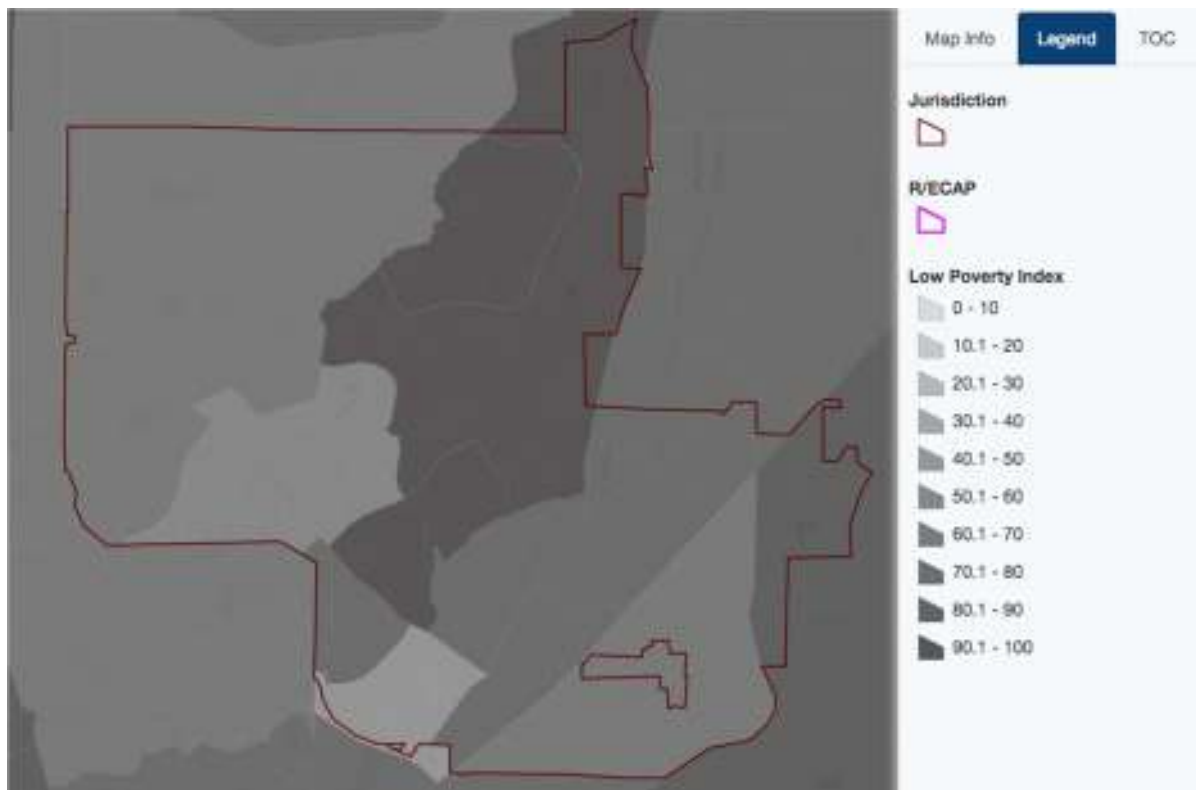 Map Info Legend TOC
Jurisdiction
R/ECAP
Low Poverty Index
0 - 10
10.1 - 20
20.1 - 30
30.1 - 40
40.1 - 50
50.1 - 60
60.1 - 70
70.1 - 80
80.1 - 90
90.1 - 100